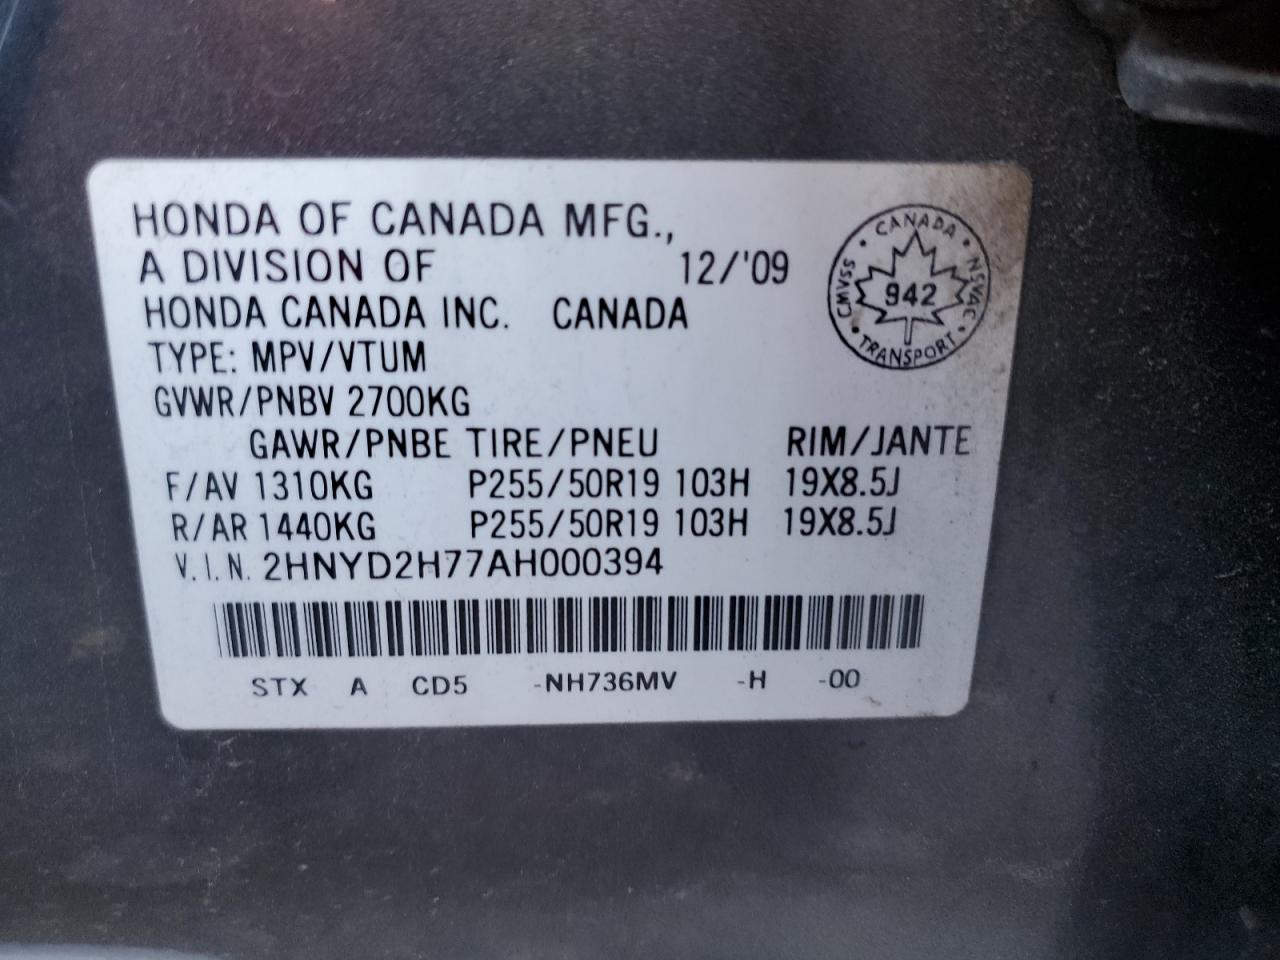 HONDA OF CANADA MFG.,
A DIVISION OF 12/'09
HONDA CANADA INC. CANADA
CANADA · NSVAC · TRANSPORT · CMVSS ·
942
TYPE: MPV/VTUM
GVWR/PNBV 2700KG
GAWR/PNBE TIRE/PNEU RIM/JANTE
F/AV 1310KG P255/50R19 103H 19X8.5J
R/AR 1440KG P255/50R19 103H 19X8.5J
V.I.N. 2HNYD2H77AH000394
STX A CD5 -NH736MV -H -00